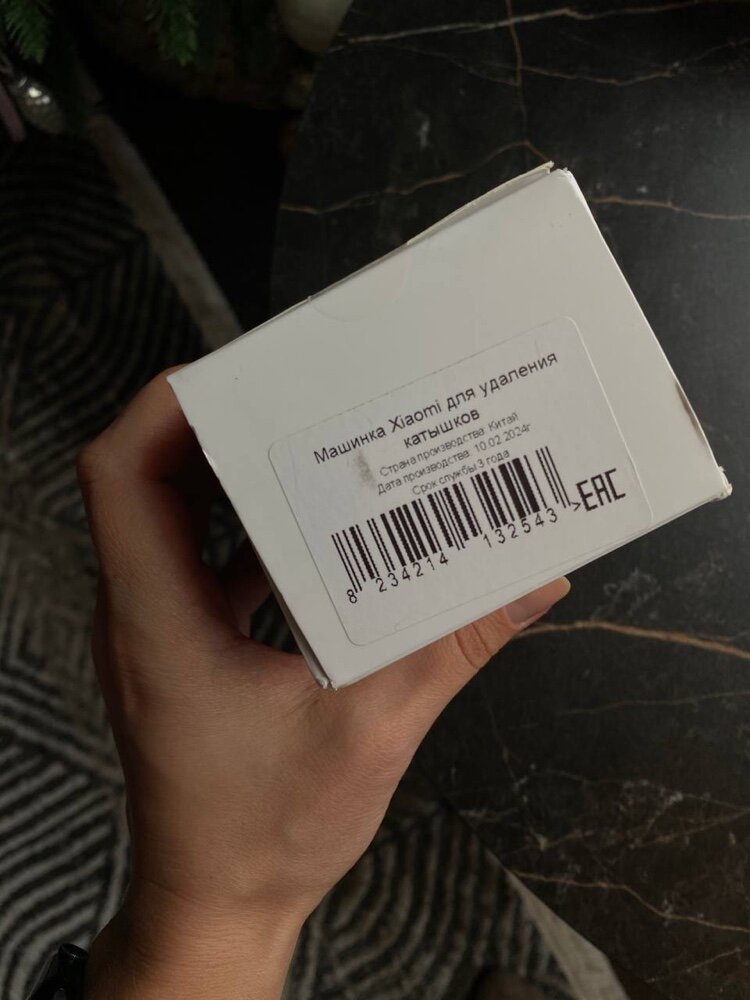 Машинка Xiaomi для удаления
катышков
Страна производства: Китай
Дата производства: 10.02.2024г
Срок службы 3 года
EAC
8 234214 132543 >